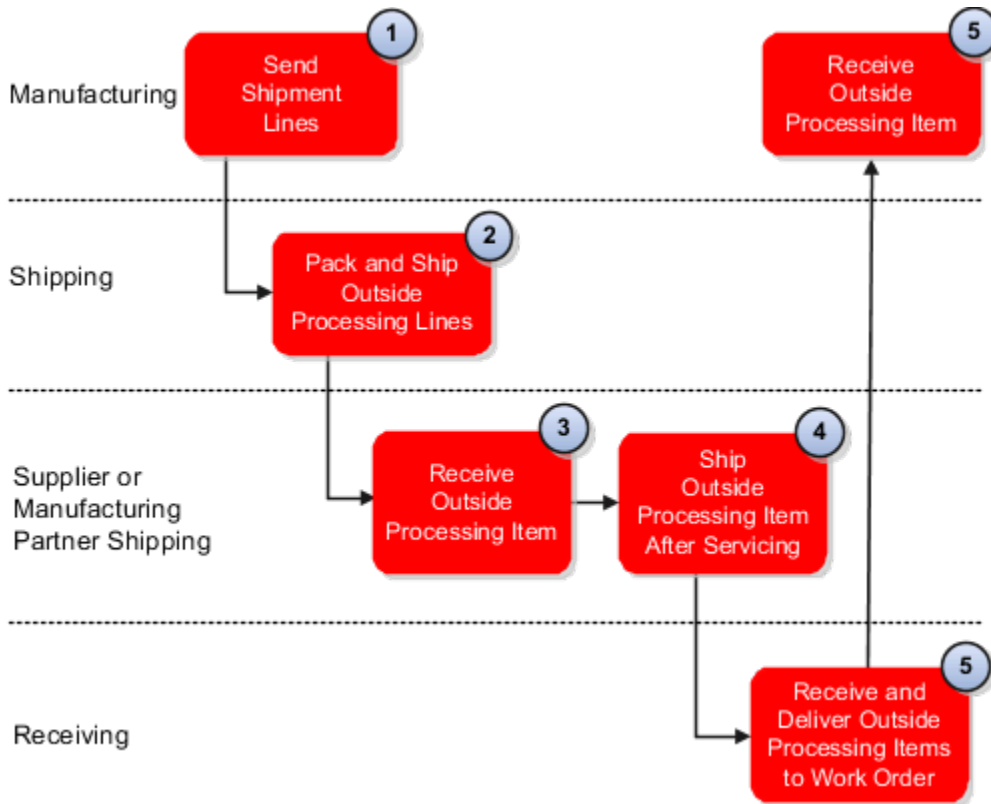 Manufacturing
1
Send
Shipment
Lines
5
Receive
Outside
Processing Item
Shipping
2
Pack and Ship
Outside
Processing Lines
Supplier or
Manufacturing
Partner Shipping
3
Receive
Outside
Processing Item
4
Ship
Outside
Processing Item
After Servicing
Receiving
5
Receive and
Deliver Outside
Processing Items
to Work Order